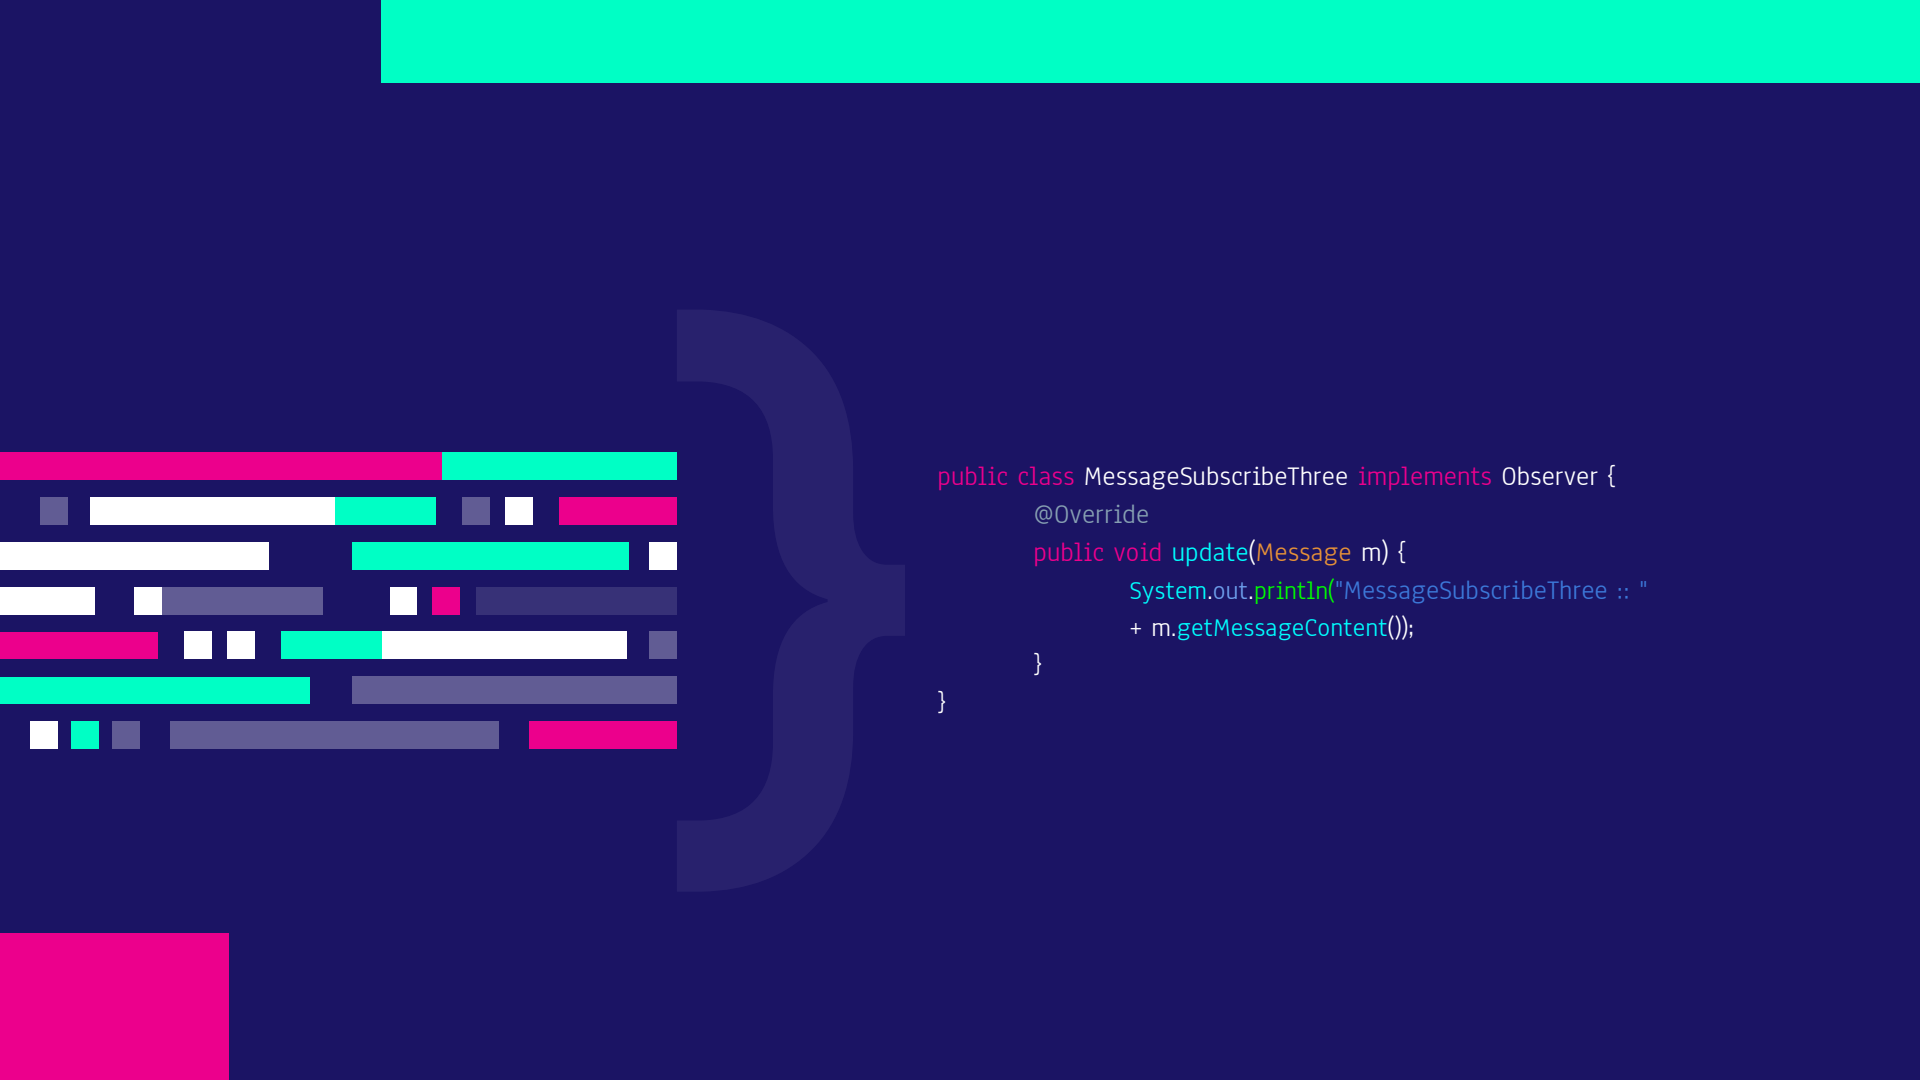 public class MessageSubscribeThree implements Observer {
@Override
public void update(Message m) {
System.out.println("MessageSubscribeThree :: "
+ m.getMessageContent());
}
}
}